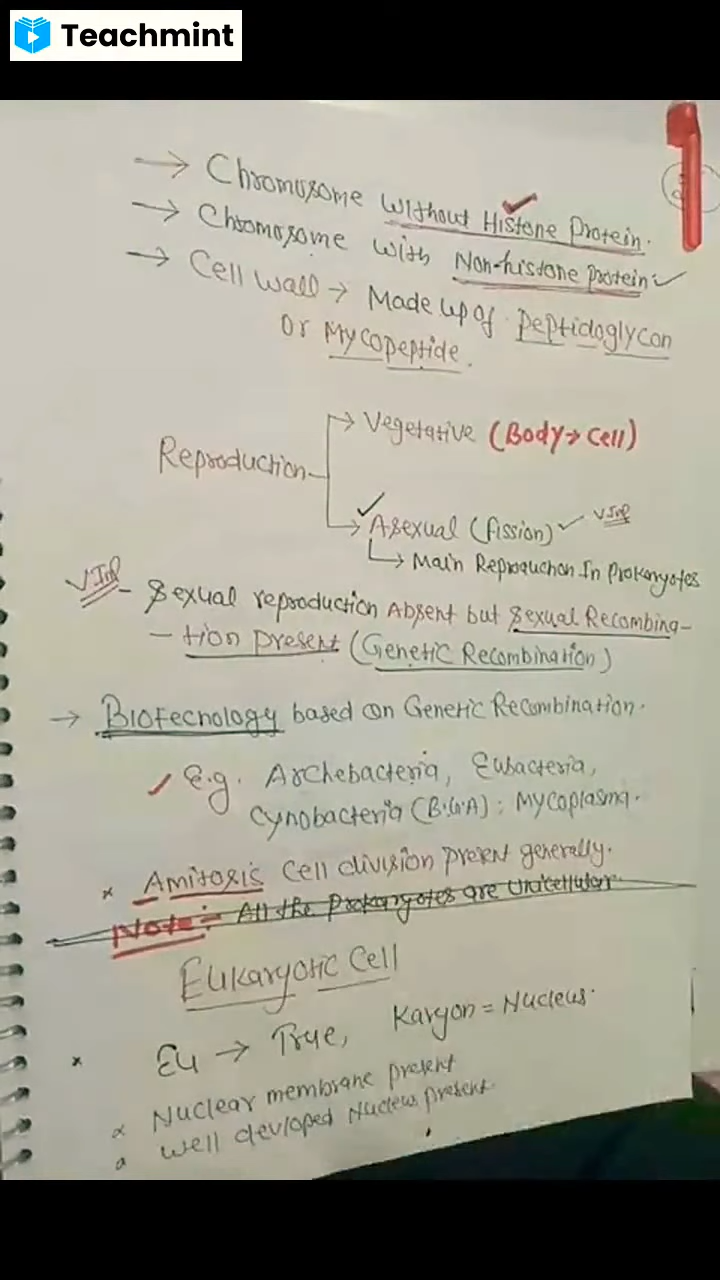 Teachmint
→ Chromosome without Histone Protein.
→ Chromosome with Non-histone protein
→ Cell wall → Made up of peptidoglycan
or Mycopeptide.
Reproduction
→ Vegetative (Body → Cell)
→ Asexual (fission) V.Imp
↳ Main Reproduction In Prokaryotes
V.Imp - Sexual reproduction Absent but Sexual Recombina-
-tion present (Genetic Recombination)
→ Biotecnology based on Genetic Recombination.
E.g. Archebacteria, Eubacteria,
Cynobacteria (B.G.A); Mycoplasma.
× Amitosis Cell division present generally.
Note:- All the Prokaryotes are Unicellular.
Eukaryotic Cell
× Eu → True, Karyon = Nucleus.
Nuclear membrane present
well devloped Nucleus present.